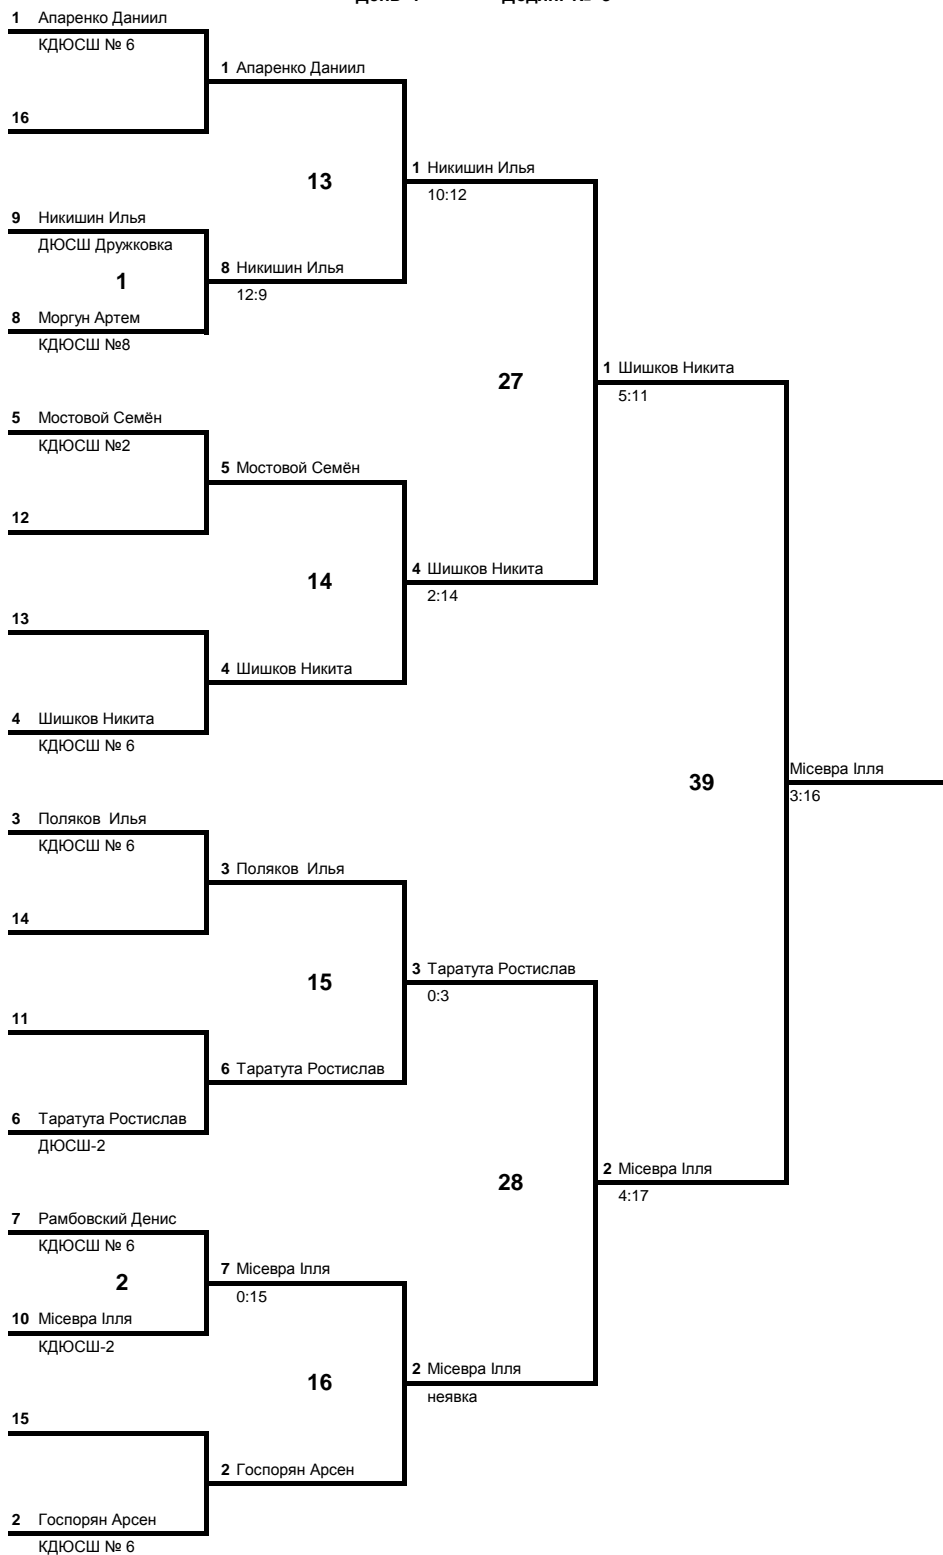 1 Апаренко Даниил
КДЮСШ № 6
1 Апаренко Даниил
16
13
1 Никишин Илья
10:12
9 Никишин Илья
ДЮСШ Дружковка
1
8 Никишин Илья
12:9
8 Моргун Артем
КДЮСШ №8
27
1 Шишков Никита
5:11
5 Мостовой Семён
КДЮСШ №2
5 Мостовой Семён
12
14
4 Шишков Никита
2:14
13
4 Шишков Никита
4 Шишков Никита
КДЮСШ № 6
39
Місевра Ілля
3:16
3 Поляков Илья
КДЮСШ № 6
3 Поляков Илья
14
15
3 Таратута Ростислав
0:3
11
6 Таратута Ростислав
6 Таратута Ростислав
ДЮСШ-2
28
2 Місевра Ілля
4:17
7 Рамбовский Денис
КДЮСШ № 6
2
7 Місевра Ілля
0:15
10 Місевра Ілля
КДЮСШ-2
16
2 Місевра Ілля
неявка
15
2 Госпорян Арсен
2 Госпорян Арсен
КДЮСШ № 6